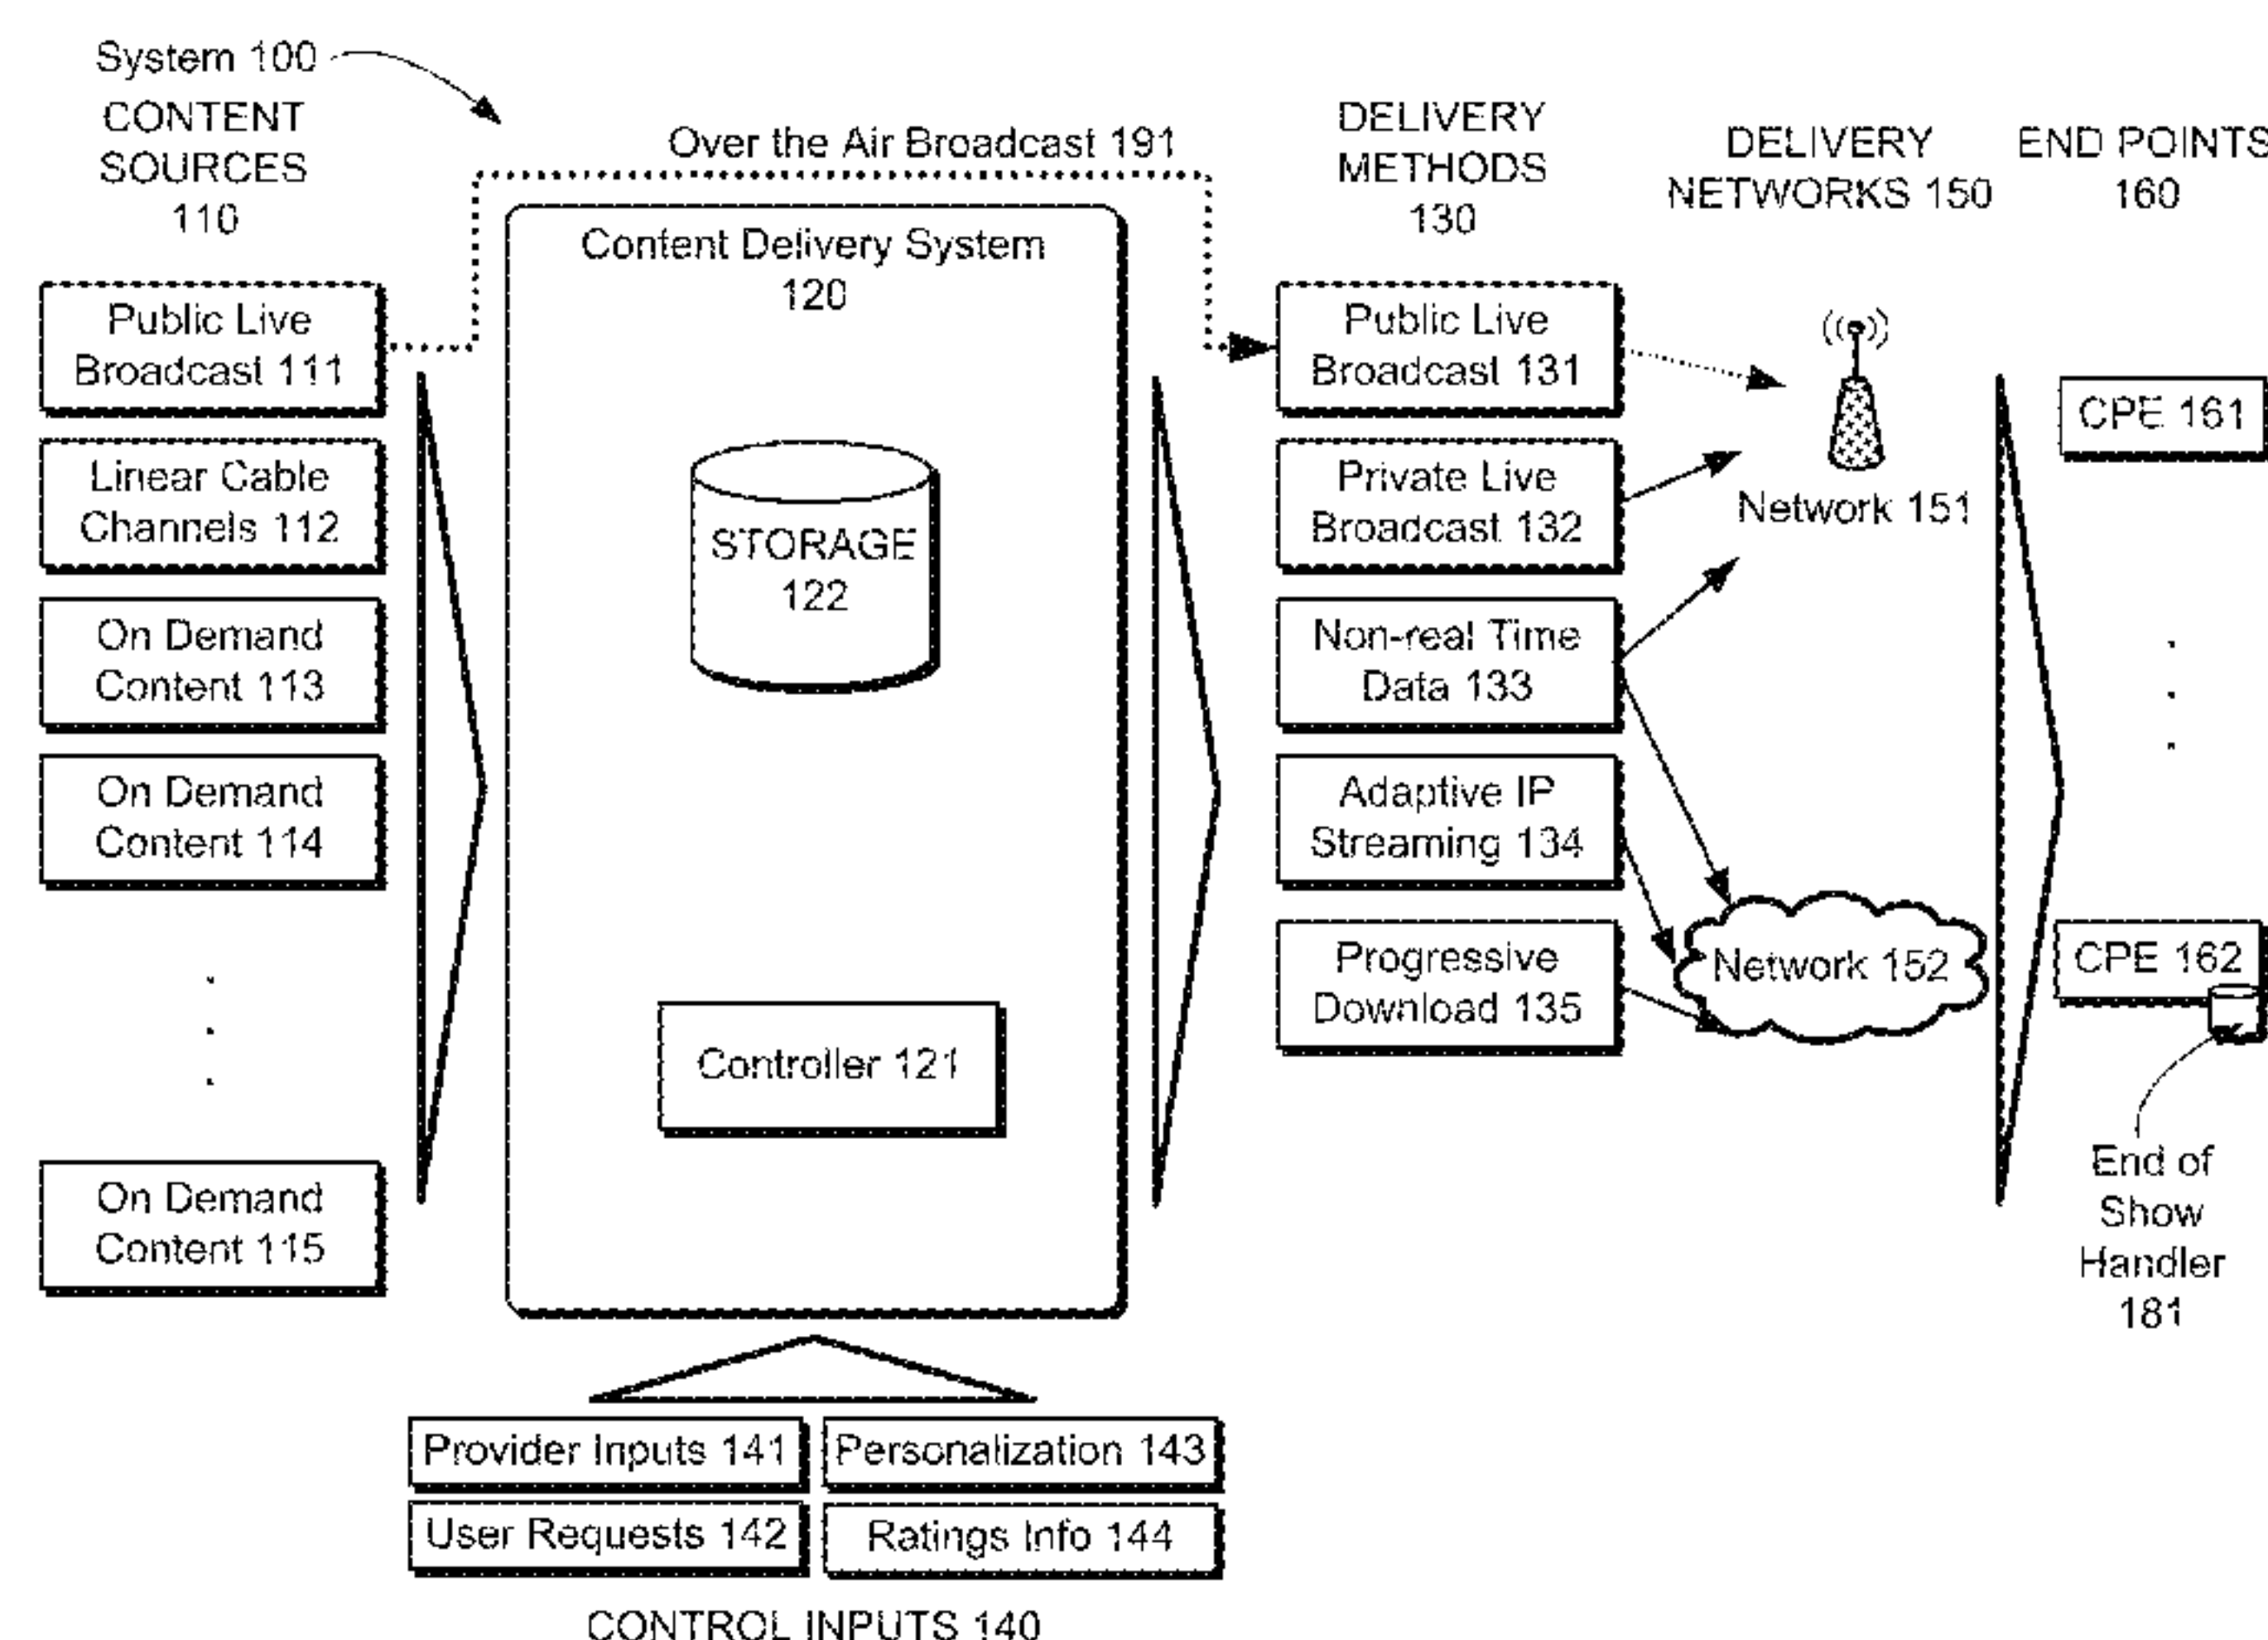 System 100
CONTENT
SOURCES
110
Over the Air Broadcast 191
DELIVERY
METHODS
130
DELIVERY
NETWORKS 150
END POINTS
160
Public Live
Broadcast 111
Linear Cable
Channels 112
On Demand
Content 113
On Demand
Content 114
On Demand
Content 115
Content Delivery System
120
STORAGE
122
Controller 121
Public Live
Broadcast 131
Private Live
Broadcast 132
Non-real Time
Data 133
Adaptive IP
Streaming 134
Progressive
Download 135
Network 151
Network 152
CPE 161
CPE 162
End of
Show
Handler
181
Provider Inputs 141
Personalization 143
User Requests 142
Ratings Info 144
CONTROL INPUTS 140